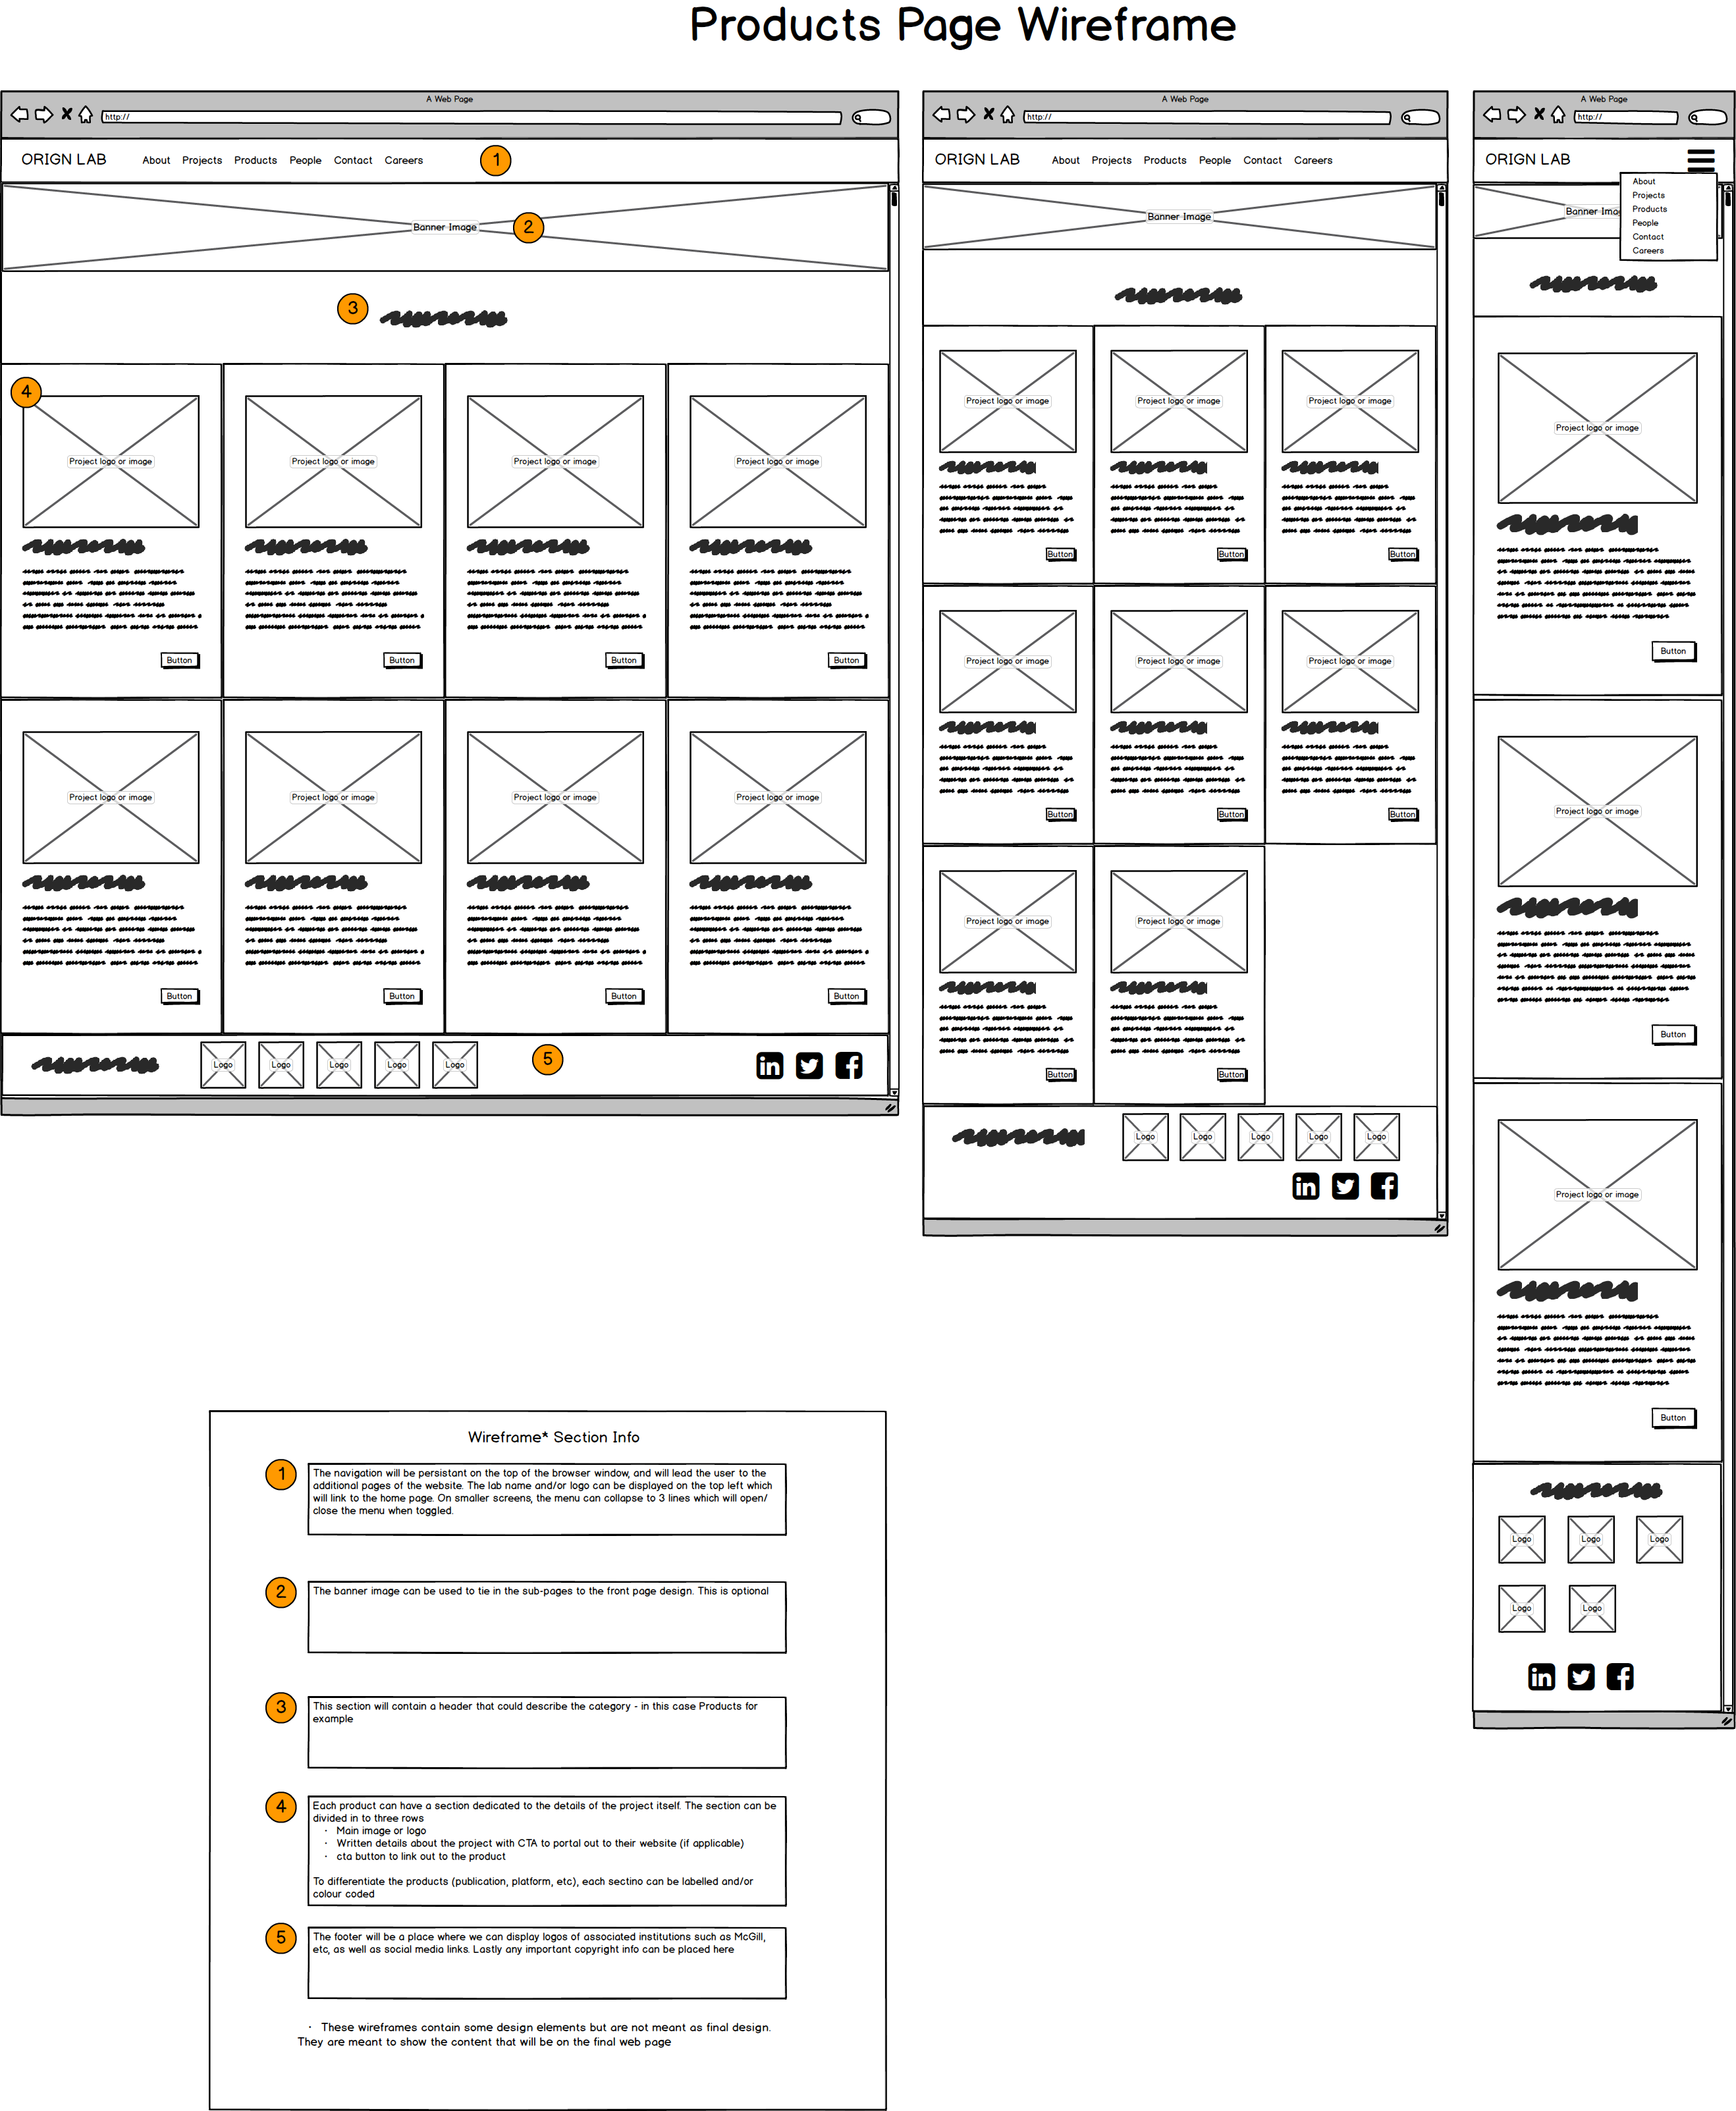 Products Page Wireframe
A Web Page
http://
ORIGN LAB About Projects Products People Contact Careers 1
Banner Image 2
3
4
Project logo or image Project logo or image Project logo or image Project logo or image
Button Button Button Button
Project logo or image Project logo or image Project logo or image Project logo or image
Button Button Button Button
Logo Logo Logo Logo Logo 5
A Web Page
http://
ORIGN LAB About Projects Products People Contact Careers
Banner Image
Project logo or image Project logo or image Project logo or image
Button Button Button
Project logo or image Project logo or image Project logo or image
Button Button Button
Project logo or image Project logo or image
Button Button
Logo Logo Logo Logo Logo
A Web Page
http://
ORIGN LAB
About
Projects
Banner Imag
Products
People
Contact
Careers
Project logo or image
Button
Project logo or image
Button
Project logo or image
Button
Logo Logo Logo
Logo Logo
Wireframe* Section Info
1
The navigation will be persistant on the top of the browser window, and will lead the user to the
additional pages of the website. The lab name and/or logo can be displayed on the top left which
will link to the home page. On smaller screens, the menu can collapse to 3 lines which will open/
close the menu when toggled.
2
The banner image can be used to tie in the sub-pages to the front page design. This is optional
3
This section will contain a header that could describe the category - in this case Products for
example
4
Each product can have a section dedicated to the details of the project itself. The section can be
divided in to three rows
· Main image or logo
· Written details about the project with CTA to portal out to their website (if applicable)
· cta button to link out to the product
To differentiate the products (publication, platform, etc), each sectino can be labelled and/or
colour coded
5
The footer will be a place where we can display logos of associated institutions such as McGill,
etc, as well as social media links. Lastly any important copyright info can be placed here
· These wireframes contain some design elements but are not meant as final design.
They are meant to show the content that will be on the final web page